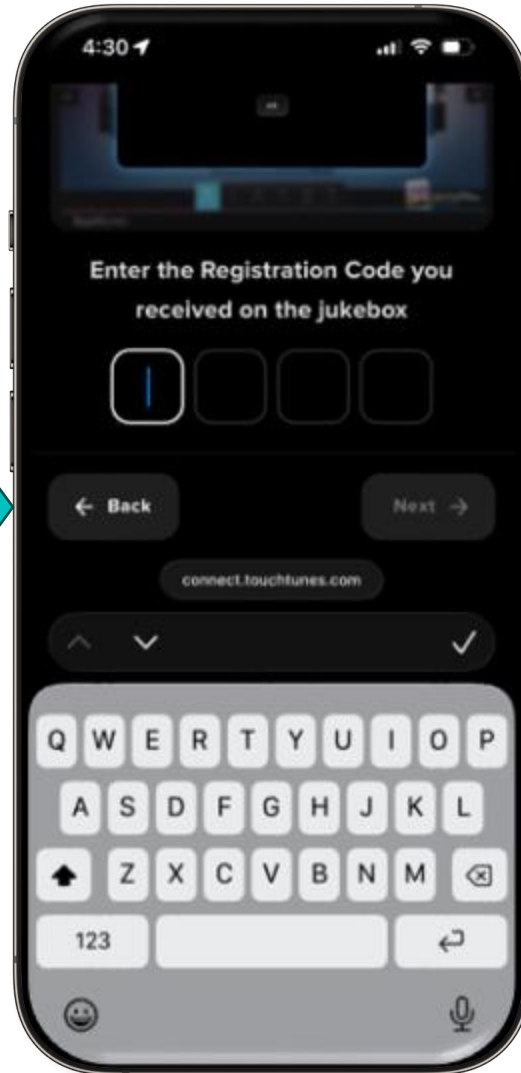 4:30
Enter the Registration Code you
received on the jukebox
← Back
Next →
connect.touchtunes.com
Q W E R T Y U I O P
A S D F G H J K L
Z X C V B N M
123